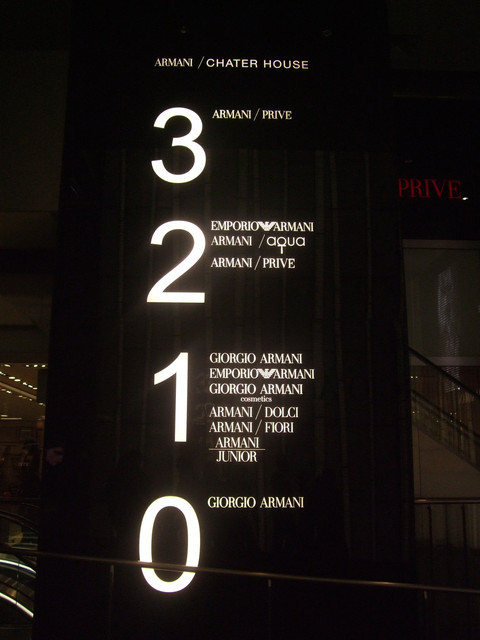 ARMANI / CHATER HOUSE
3
ARMANI / PRIVE
PRIVE
2
EMPORIO ARMANI
ARMANI / aqua
ARMANI / PRIVE
1
GIORGIO ARMANI
EMPORIO ARMANI
GIORGIO ARMANI
cosmetics
ARMANI / DOLCI
ARMANI / FIORI
ARMANI
JUNIOR
0
GIORGIO ARMANI